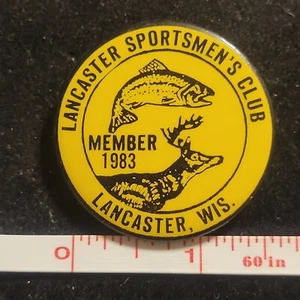 LANCASTER SPORTSMEN'S CLUB
MEMBER
1983
LANCASTER, WIS.
0 1 60"in